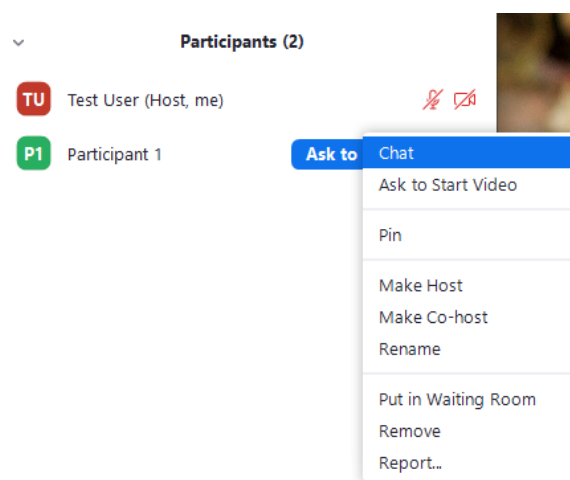 Participants (2)
TU Test User (Host, me)
P1 Participant 1 Ask to
Chat
Ask to Start Video
Pin
Make Host
Make Co-host
Rename
Put in Waiting Room
Remove
Report...